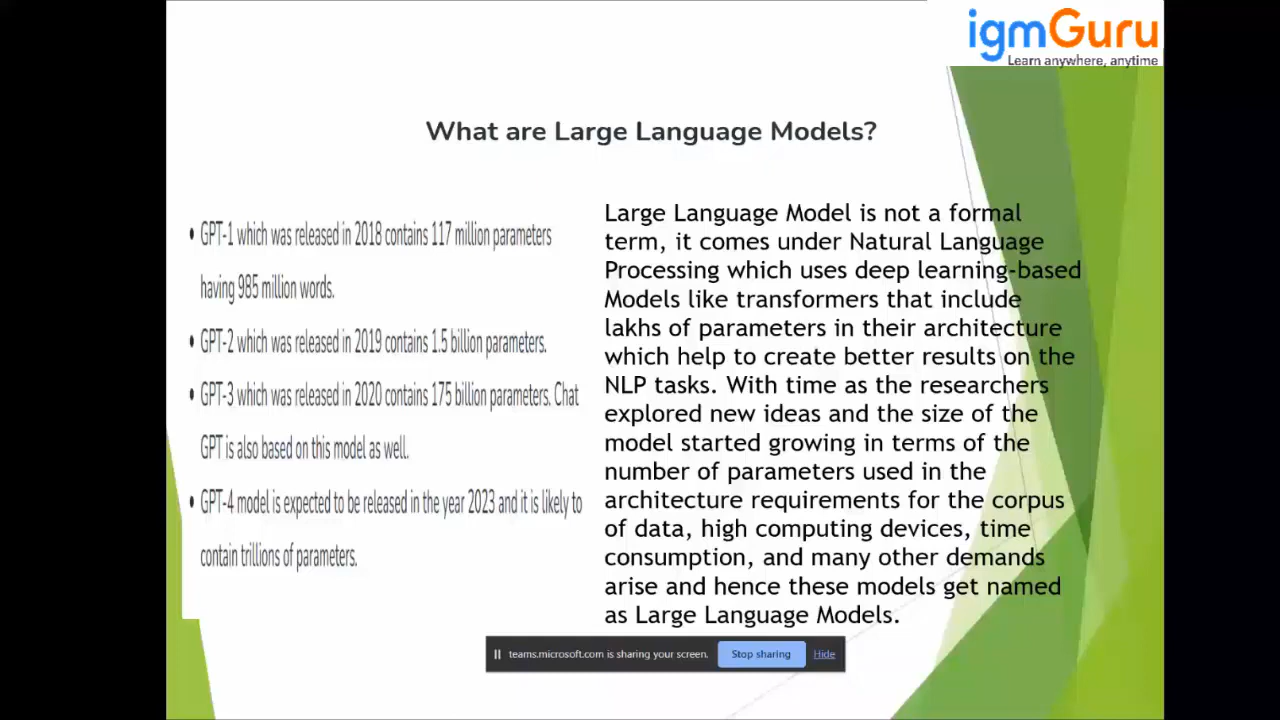 igmGuru
Learn anywhere, anytime
What are Large Language Models?
• GPT-1 which was released in 2018 contains 117 million parameters
having 985 million words.
• GPT-2 which was released in 2019 contains 1.5 billion parameters.
• GPT-3 which was released in 2020 contains 175 billion parameters. Chat
GPT is also based on this model as well.
• GPT-4 model is expected to be released in the year 2023 and it is likely to
contain trillions of parameters.
Large Language Model is not a formal
term, it comes under Natural Language
Processing which uses deep learning-based
Models like transformers that include
lakhs of parameters in their architecture
which help to create better results on the
NLP tasks. With time as the researchers
explored new ideas and the size of the
model started growing in terms of the
number of parameters used in the
architecture requirements for the corpus
of data, high computing devices, time
consumption, and many other demands
arise and hence these models get named
as Large Language Models.
teams.microsoft.com is sharing your screen. Stop sharing Hide